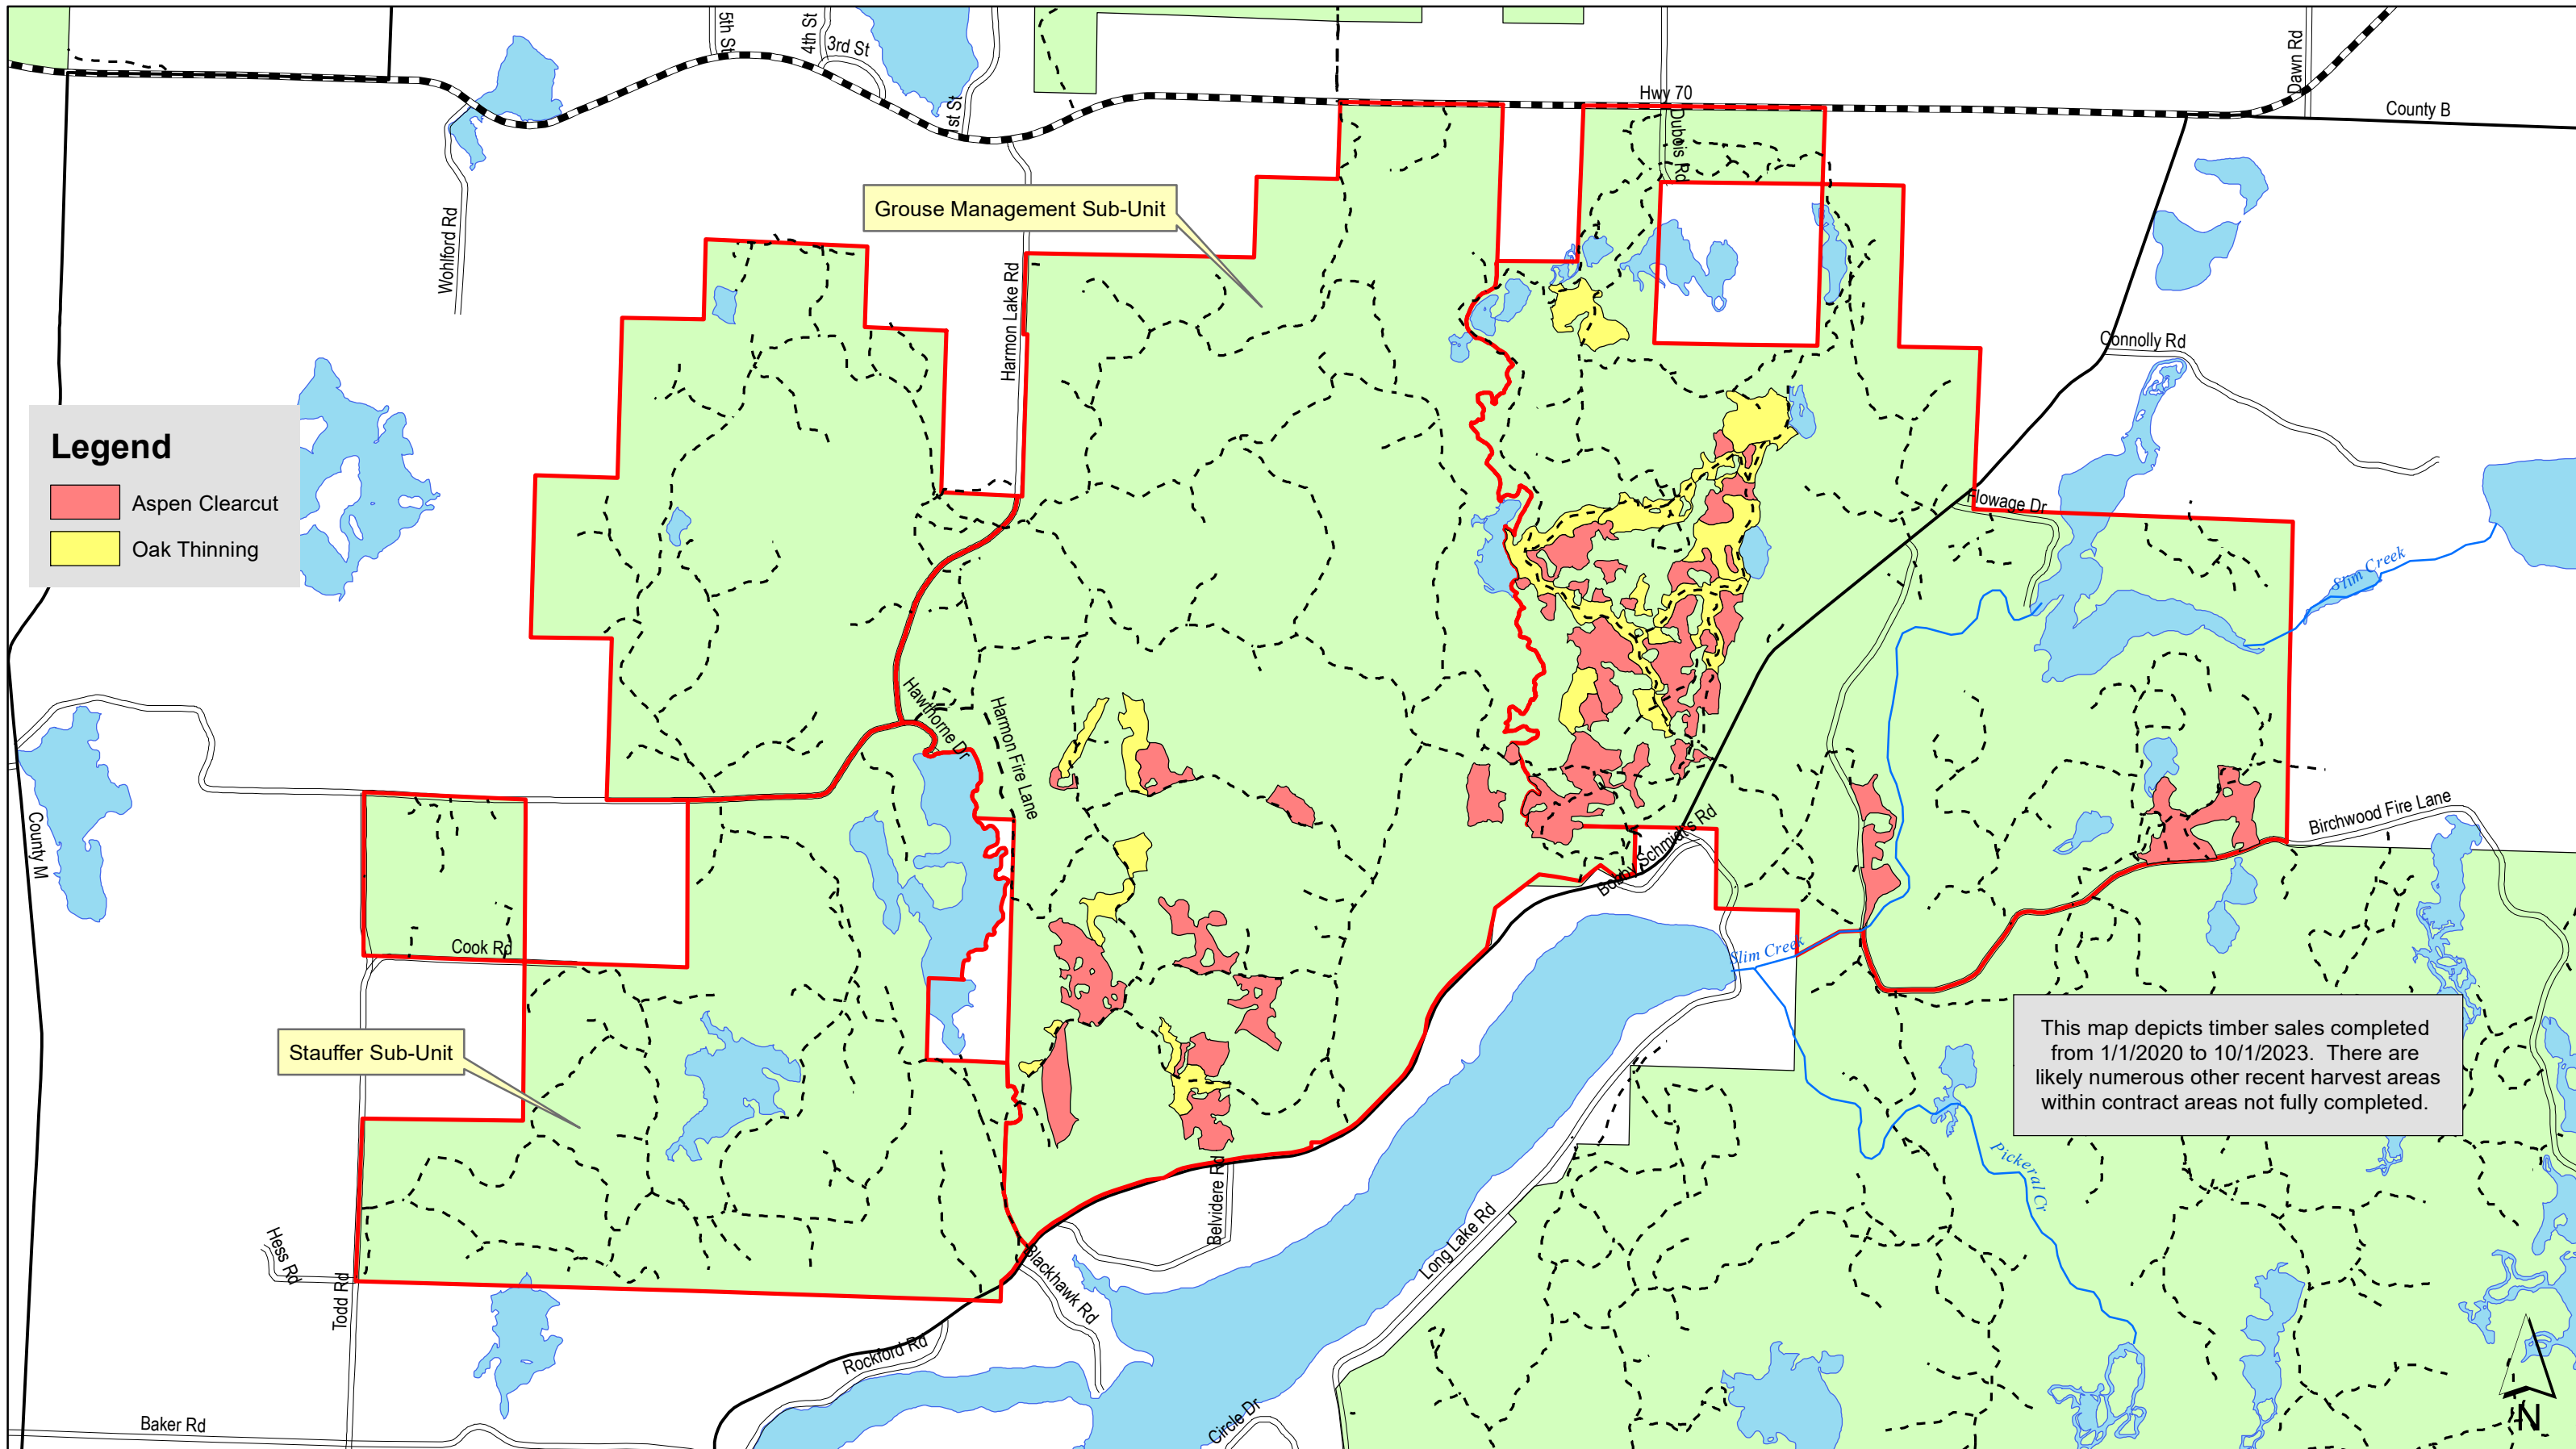 5th St
4th St
3rd St
1st St
Hwy 70
Dubois Rd
Dawn Rd
County B
Wohlford Rd
Grouse Management Sub-Unit
Harmon Lake Rd
Connolly Rd
Legend
Aspen Clearcut
Oak Thinning
Flowage Dr
Slim Creek
Hawthorne Dr
Harmon Fire Lane
County M
Bobby Schmidt's Rd
Birchwood Fire Lane
Cook Rd
Slim Creek
Stauffer Sub-Unit
This map depicts timber sales completed
from 1/1/2020 to 10/1/2023.  There are
likely numerous other recent harvest areas
within contract areas not fully completed.
Pickeral Cr
Belvidere Rd
Long Lake Rd
Hess Rd
Todd Rd
Blackhawk Rd
Rockford Rd
Circle Dr
Baker Rd
N